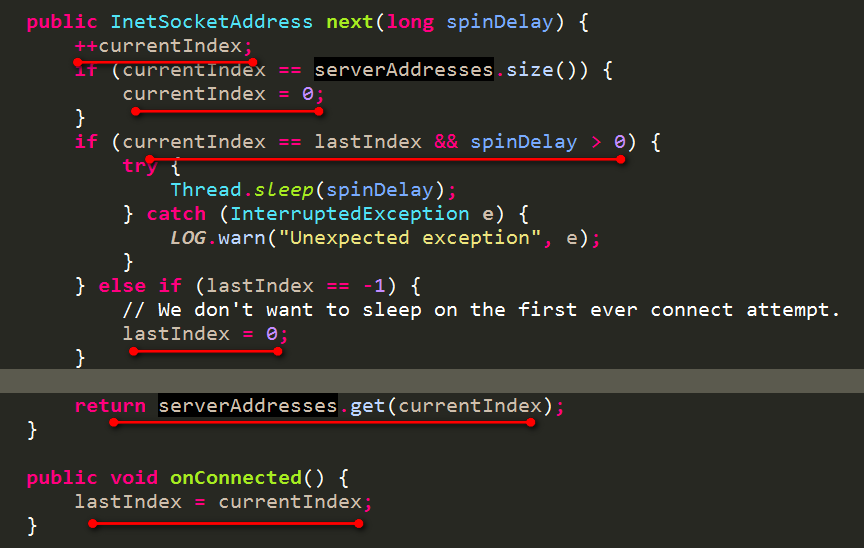 public InetSocketAddress next(long spinDelay) {
    ++currentIndex;
    if (currentIndex == serverAddresses.size()) {
        currentIndex = 0;
    }
    if (currentIndex == lastIndex && spinDelay > 0) {
        try {
            Thread.sleep(spinDelay);
        } catch (InterruptedException e) {
            LOG.warn("Unexpected exception", e);
        }
    } else if (lastIndex == -1) {
        // We don't want to sleep on the first ever connect attempt.
        lastIndex = 0;
    }
    return serverAddresses.get(currentIndex);
}
public void onConnected() {
    lastIndex = currentIndex;
}